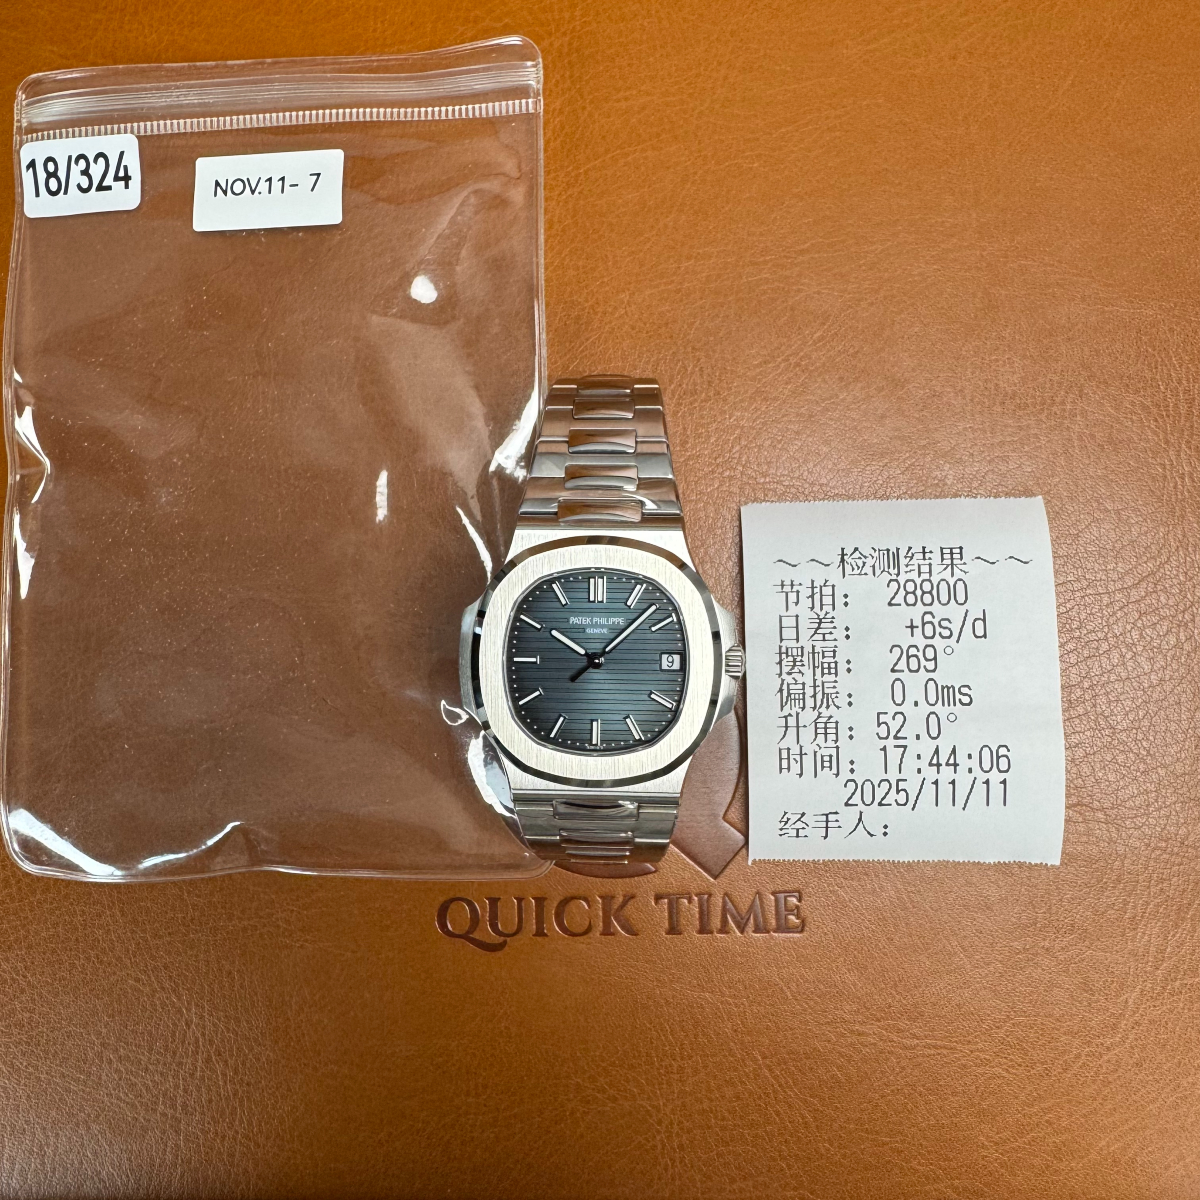 18/324
NOV.11- 7
PATEK PHILIPPE
GENEVE
9
~~检测结果~~
节拍： 28800
日差： +6s/d
摆幅： 269°
偏振： 0.0ms
升角：52.0°
时间：17:44:06
2025/11/11
经手人：
QUICK TIME